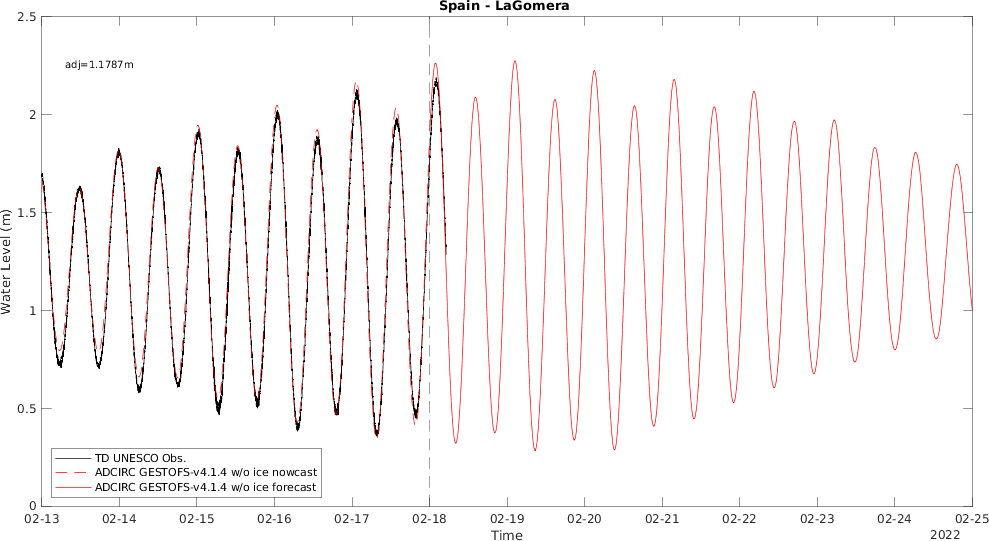 Spain - LaGomera
adj=1.1787m
Water Level (m)
2.5
2
1.5
1
0.5
0
TD UNESCO Obs.
ADCIRC GESTOFS-v4.1.4 w/o ice nowcast
ADCIRC GESTOFS-v4.1.4 w/o ice forecast
02-13 02-14 02-15 02-16 02-17 02-18 02-19 02-20 02-21 02-22 02-23 02-24 02-25
Time
2022